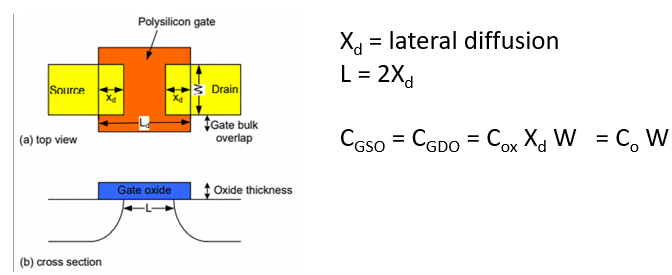 Polysilicon gate
Source
Xd
Xd
W
Drain
Ld
Gate bulk
overlap
(a) top view
Gate oxide
Oxide thickness
L
(b) cross section
Xd = lateral diffusion
L = 2Xd
CGSO = CGDO = Cox Xd W = Co W